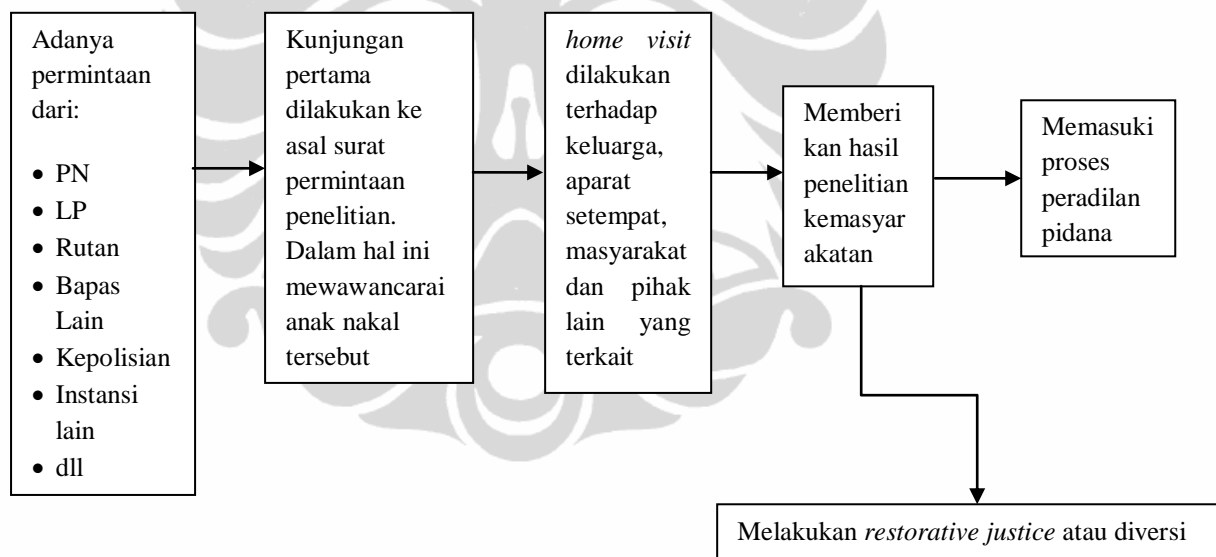 Adanya
permintaan
dari:
• PN
• LP
• Rutan
• Bapas
Lain
• Kepolisian
• Instansi
lain
• dll
Kunjungan
pertama
dilakukan ke
asal surat
permintaan
penelitian.
Dalam hal ini
mewawancarai
anak nakal
tersebut
home visit
dilakukan
terhadap
keluarga,
aparat
setempat,
masyarakat
dan pihak
lain yang
terkait
Memberi
kan hasil
penelitian
kemasyar
akatan
Memasuki
proses
peradilan
pidana
Melakukan restorative justice atau diversi